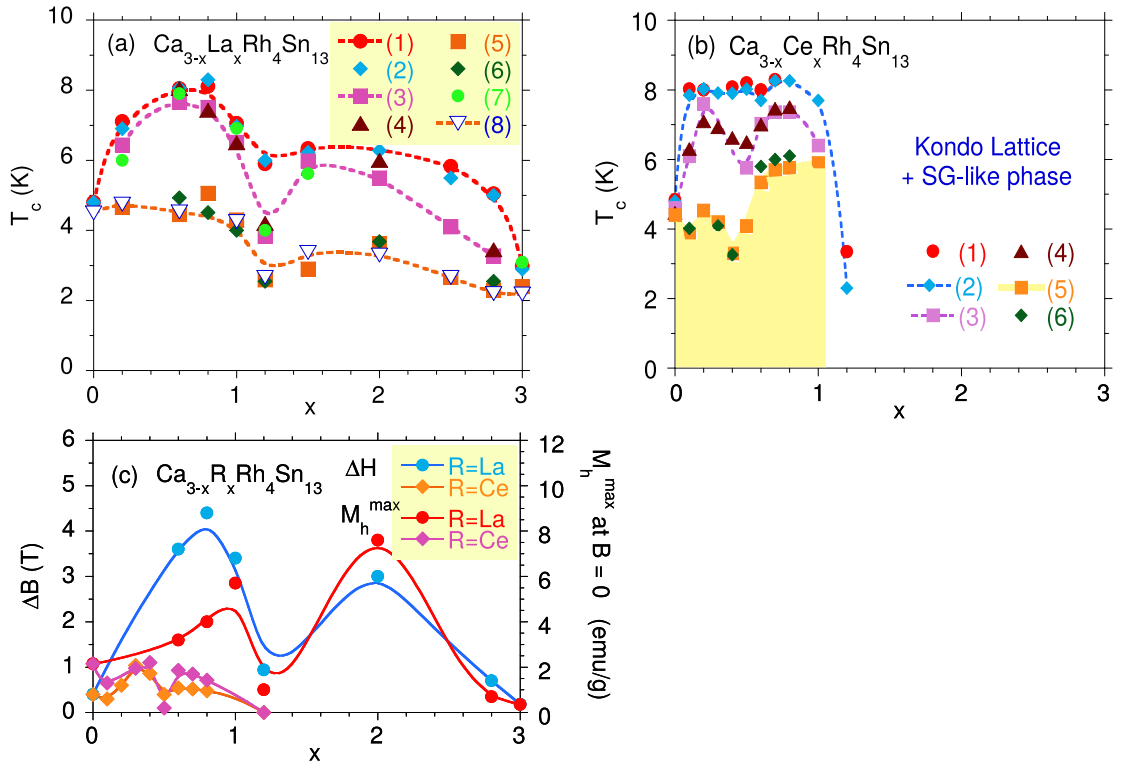 (a) Ca3-xLaxRh4Sn13
(1) (5)
(2) (6)
(3) (7)
(4) (8)
Tc (K)
10
8
6
4
2
0
0 1 2 3
x
(b) Ca3-xCexRh4Sn13
Kondo Lattice
+ SG-like phase
(1) (4)
(2) (5)
(3) (6)
Tc (K)
10
8
6
4
2
0
0 1 2 3
x
(c) Ca3-xRxRh4Sn13
ΔH R=La
R=Ce
Mhmax R=La
R=Ce
ΔB (T)
6
5
4
3
2
1
0
0 1 2 3
x
12
10
8
6
4
2
0
Mhmax at B = 0 (emu/g)